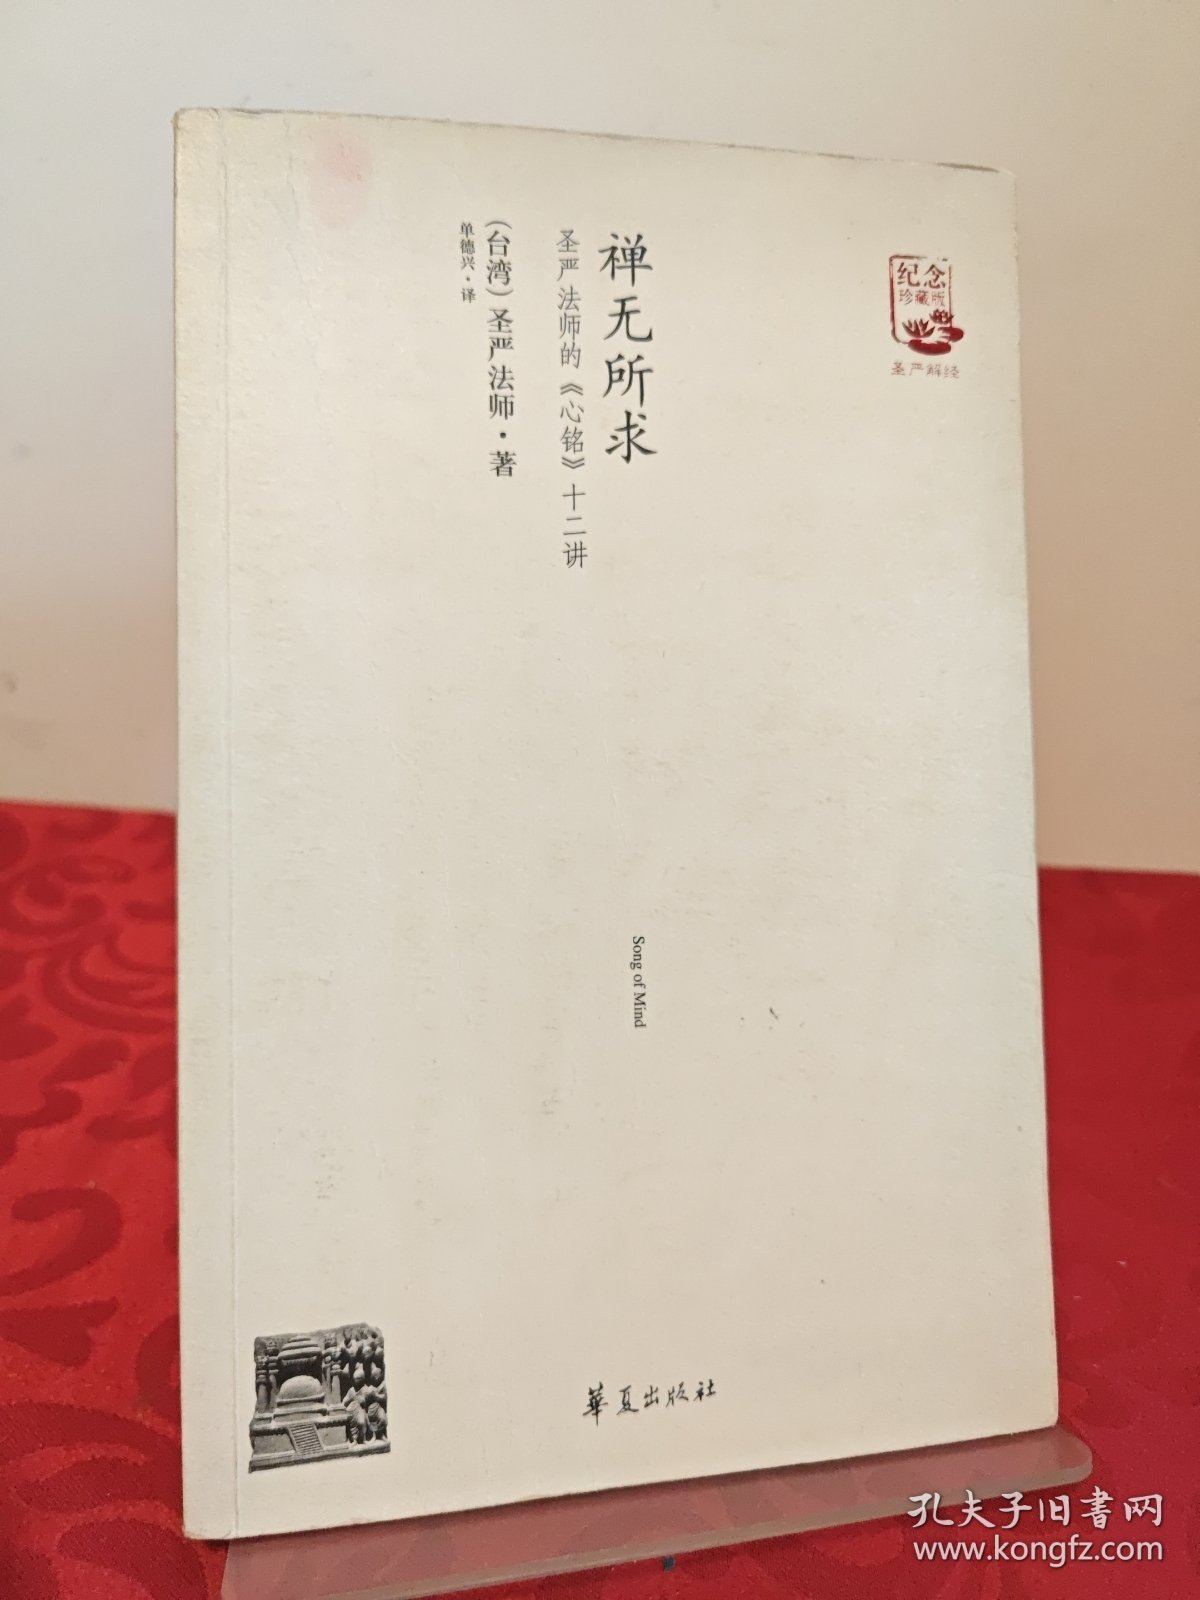 禅无所求
圣严法师的《心铭》十二讲
（台湾）圣严法师·著
单德兴·译
纪念
珍藏版
圣严解经
Song of Mind
華夏出版社
孔夫子旧書网
www.kongfz.com